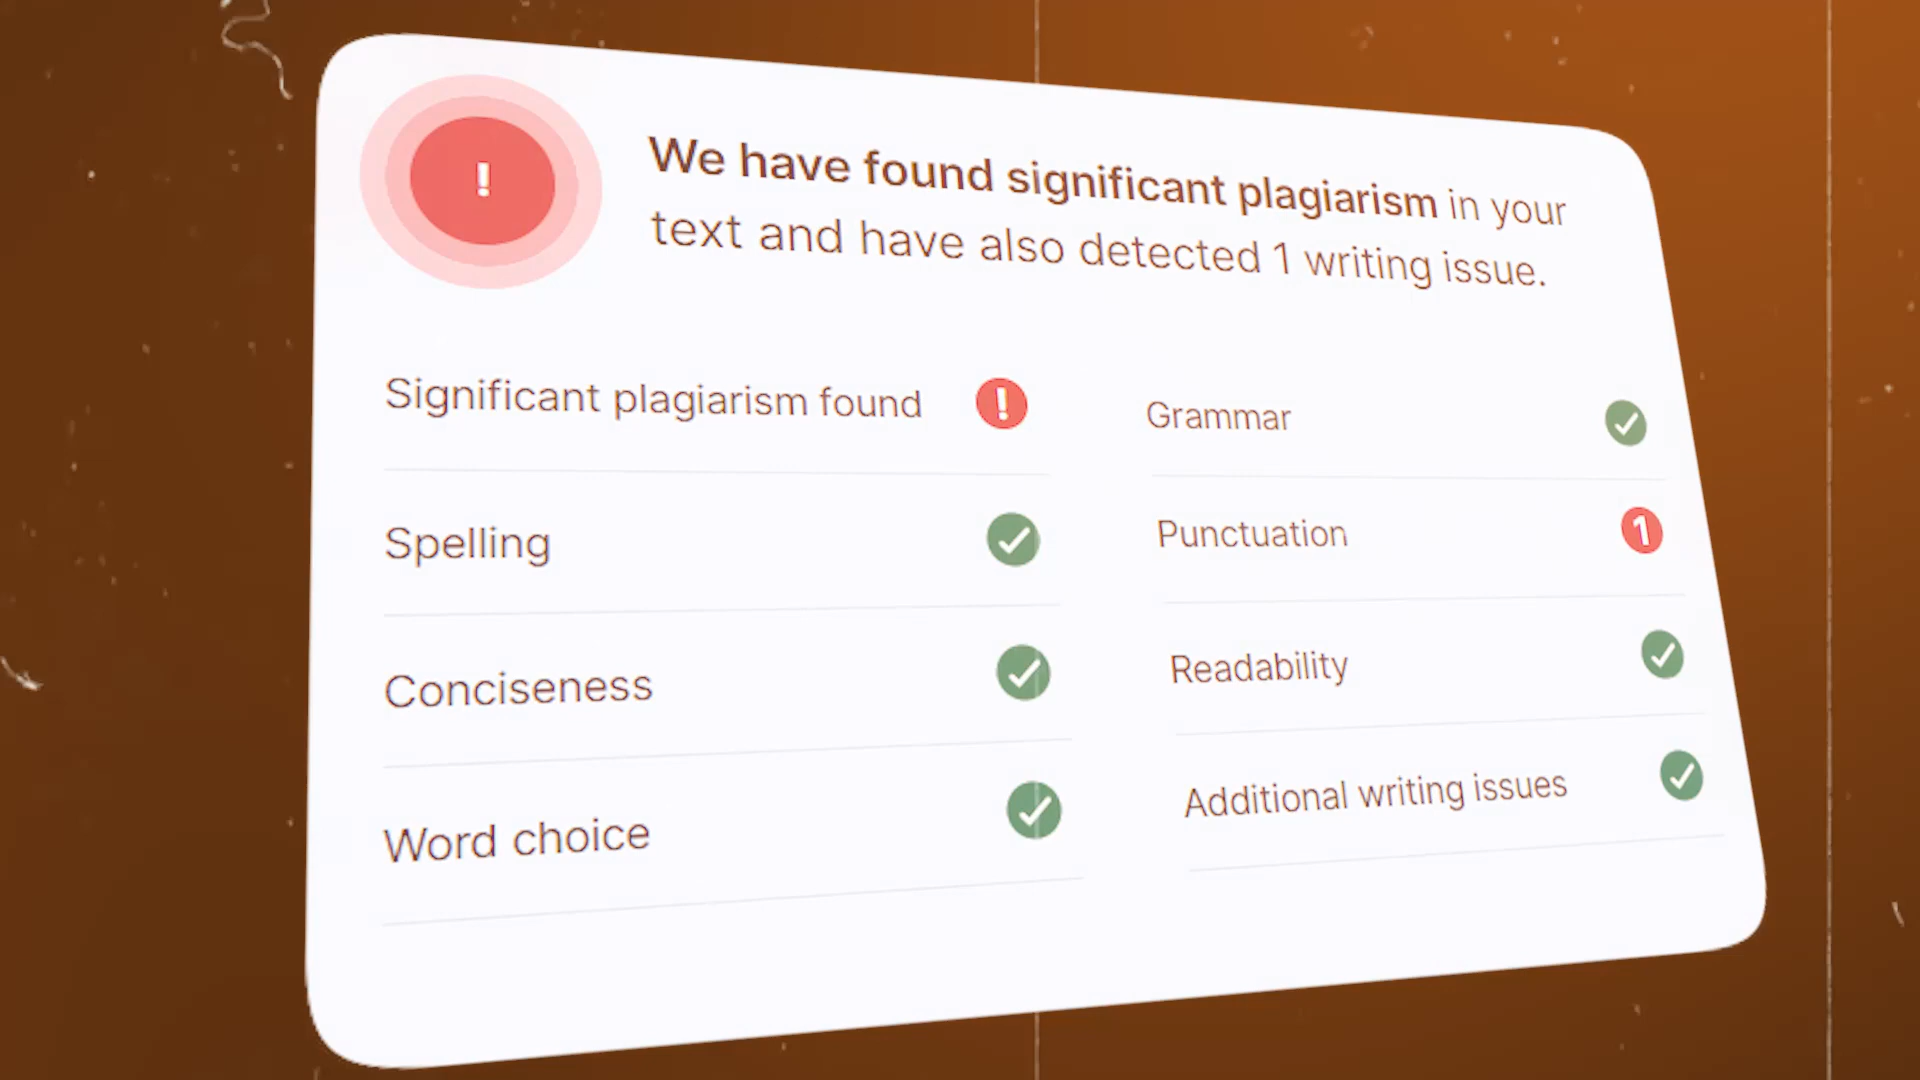 !
We have found significant plagiarism in your
text and have also detected 1 writing issue.
Significant plagiarism found !
Grammar
Spelling
Punctuation 1
Conciseness
Readability
Word choice
Additional writing issues